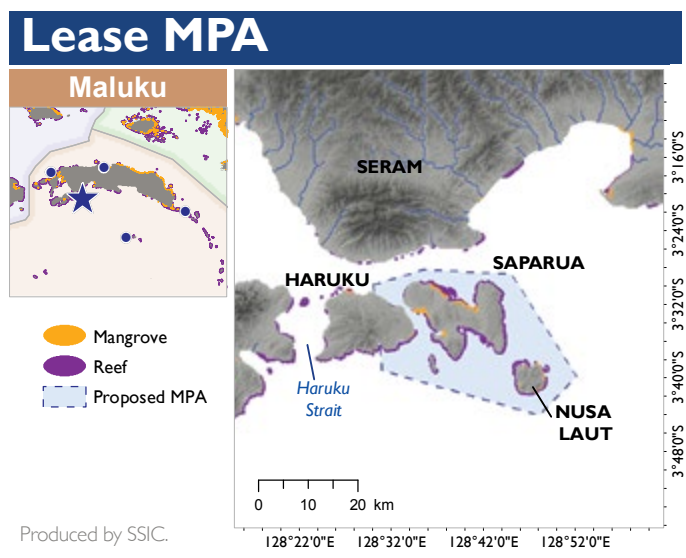 Lease MPA
Maluku
Mangrove
Reef
Proposed MPA
Produced by SSIC.
SERAM
SAPARUA
HARUKU
Haruku
Strait
NUSA
LAUT
0 10 20 km
3°16'0"S
3°24'0"S
3°32'0"S
3°40'0"S
3°48'0"S
128°22'0"E 128°32'0"E 128°42'0"E 128°52'0"E